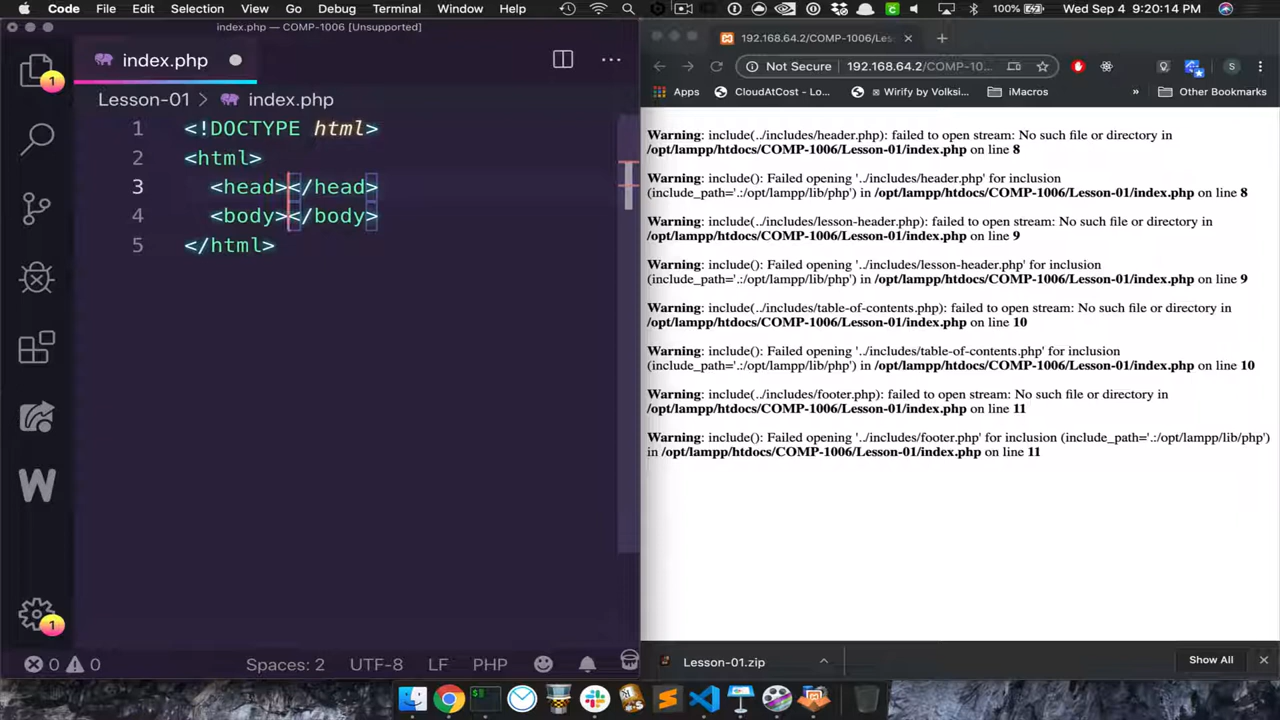 Code File Edit Selection View Go Debug Terminal Window Help 100% Wed Sep 4 9:20:14 PM
index.php — COMP-1006 [Unsupported]
index.php
Lesson-01 > index.php
1 <!DOCTYPE html>
2 <html>
3 <head></head>
4 <body></body>
5 </html>
1
1
0 0 Spaces: 2 UTF-8 LF PHP
192.168.64.2/COMP-1006/Les
Not Secure 192.168.64.2/COMP-10... S
Apps CloudAtCost - Lo... Wirify by Volksi... iMacros » Other Bookmarks
Warning: include(../includes/header.php): failed to open stream: No such file or directory in
/opt/lampp/htdocs/COMP-1006/Lesson-01/index.php on line 8
Warning: include(): Failed opening '../includes/header.php' for inclusion
(include_path='.:/opt/lampp/lib/php') in /opt/lampp/htdocs/COMP-1006/Lesson-01/index.php on line 8
Warning: include(../includes/lesson-header.php): failed to open stream: No such file or directory in
/opt/lampp/htdocs/COMP-1006/Lesson-01/index.php on line 9
Warning: include(): Failed opening '../includes/lesson-header.php' for inclusion
(include_path='.:/opt/lampp/lib/php') in /opt/lampp/htdocs/COMP-1006/Lesson-01/index.php on line 9
Warning: include(../includes/table-of-contents.php): failed to open stream: No such file or directory in
/opt/lampp/htdocs/COMP-1006/Lesson-01/index.php on line 10
Warning: include(): Failed opening '../includes/table-of-contents.php' for inclusion
(include_path='.:/opt/lampp/lib/php') in /opt/lampp/htdocs/COMP-1006/Lesson-01/index.php on line 10
Warning: include(../includes/footer.php): failed to open stream: No such file or directory in
/opt/lampp/htdocs/COMP-1006/Lesson-01/index.php on line 11
Warning: include(): Failed opening '../includes/footer.php' for inclusion (include_path='.:/opt/lampp/lib/php')
in /opt/lampp/htdocs/COMP-1006/Lesson-01/index.php on line 11
Lesson-01.zip Show All